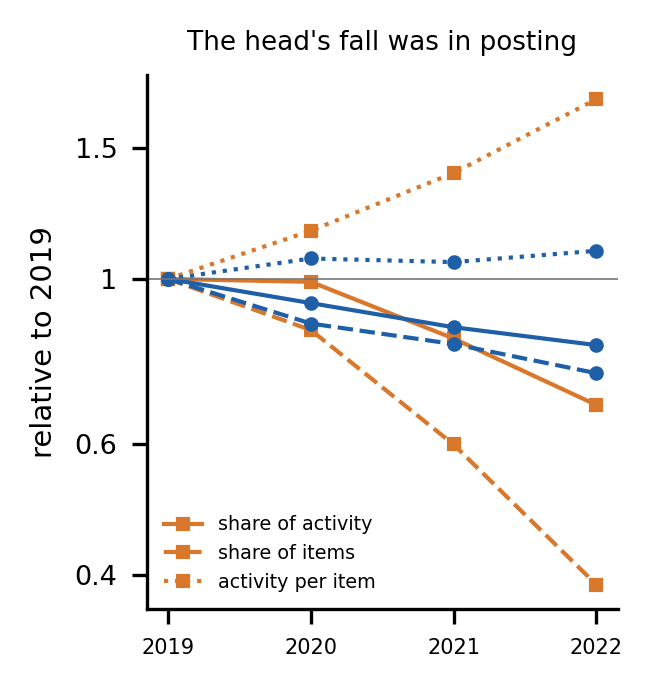 The head's fall was in posting
relative to 2019
1.5
1
0.6
0.4
share of activity
share of items
activity per item
2019 2020 2021 2022